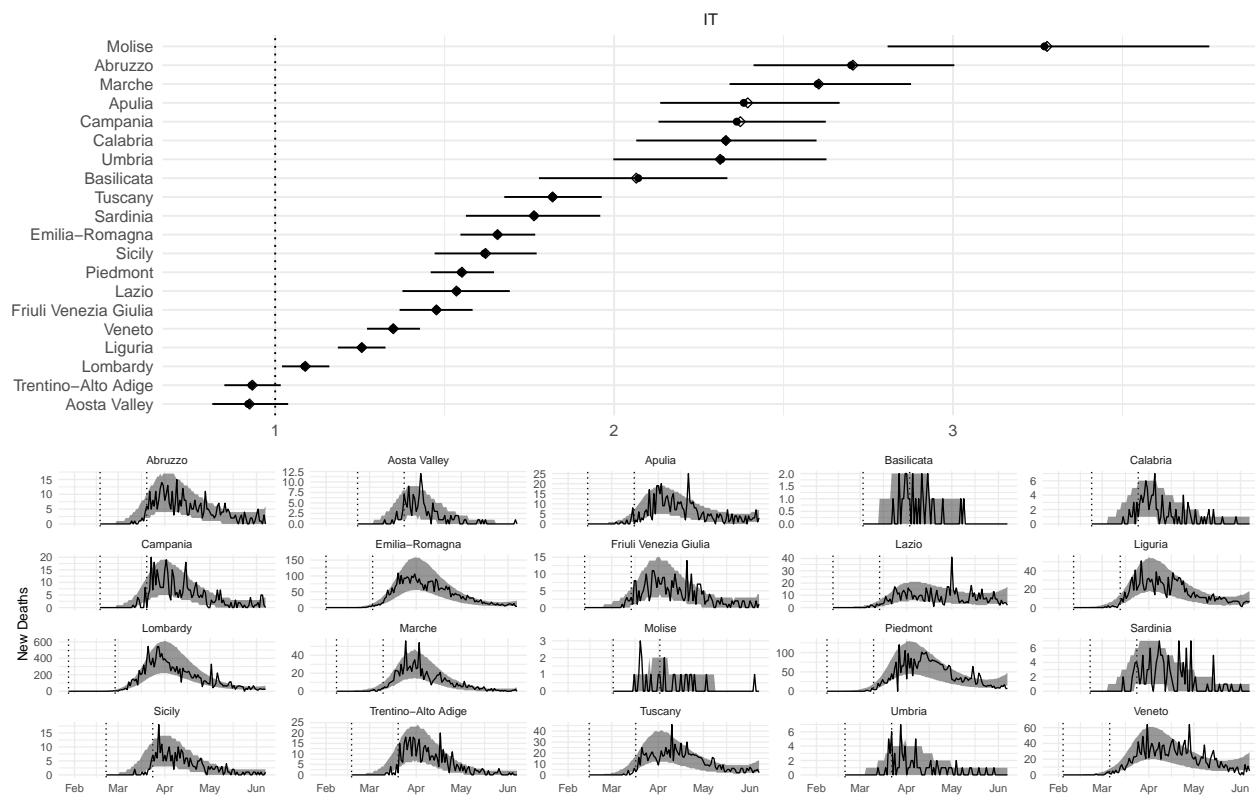 IT
Molise
Abruzzo
Marche
Apulia
Campania
Calabria
Umbria
Basilicata
Tuscany
Sardinia
Emilia−Romagna
Sicily
Piedmont
Lazio
Friuli Venezia Giulia
Veneto
Liguria
Lombardy
Trentino−Alto Adige
Aosta Valley
1 2 3
New Deaths
Abruzzo Aosta Valley Apulia Basilicata Calabria
15 10 5 0
12.5 10.0 7.5 5.0 2.5 0.0
25 20 15 10 5 0
2.0 1.5 1.0 0.5 0.0
6 4 2 0
Campania Emilia−Romagna Friuli Venezia Giulia Lazio Liguria
20 15 10 5 0
150 100 50 0
15 10 5 0
40 30 20 10 0
40 20 0
Lombardy Marche Molise Piedmont Sardinia
600 400 200 0
40 20 0
3 2 1 0
100 50 0
6 4 2 0
Sicily Trentino−Alto Adige Tuscany Umbria Veneto
15 10 5 0
25 20 15 10 5 0
40 30 20 10 0
6 4 2 0
60 40 20 0
Feb Mar Apr May Jun Feb Mar Apr May Jun Feb Mar Apr May Jun Feb Mar Apr May Jun Feb Mar Apr May Jun